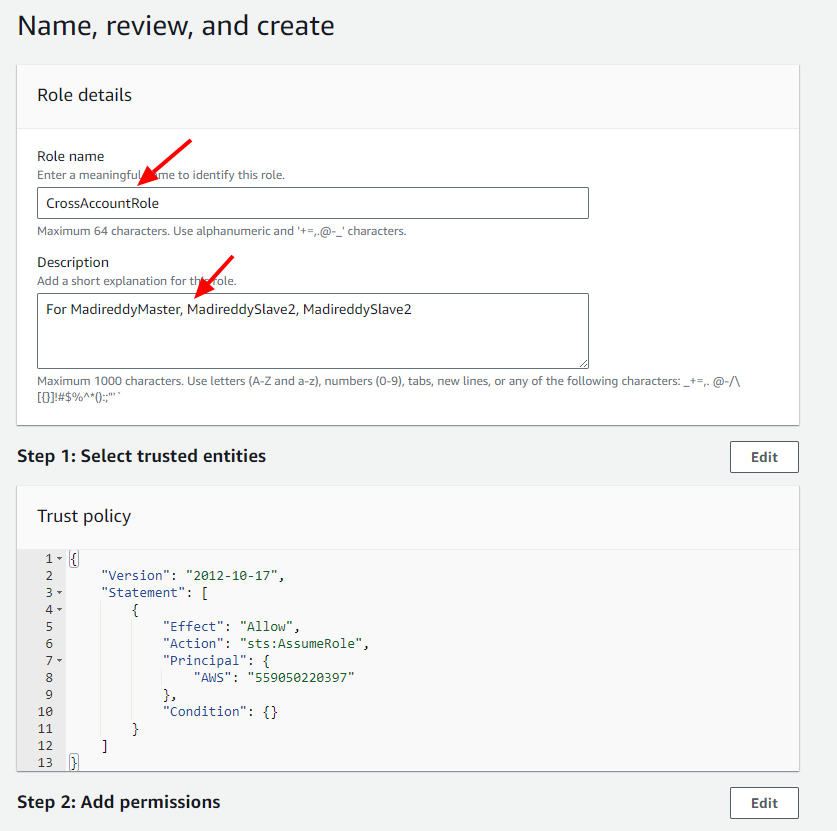 Name, review, and create
Role details
Role name
Enter a meaningful name to identify this role.
CrossAccountRole
Maximum 64 characters. Use alphanumeric and '+=,.@-_' characters.
Description
Add a short explanation for this role.
For MadireddyMaster, MadireddySlave2, MadireddySlave2
Maximum 1000 characters. Use letters (A-Z and a-z), numbers (0-9), tabs, new lines, or any of the following characters: _+=,. @-/\
[{}]!#$%^*();:"'`
Step 1: Select trusted entities
Edit
Trust policy
1 {
2 "Version": "2012-10-17",
3 "Statement": [
4 {
5 "Effect": "Allow",
6 "Action": "sts:AssumeRole",
7 "Principal": {
8 "AWS": "559050220397"
9 },
10 "Condition": {}
11 }
12 ]
13 }
Step 2: Add permissions
Edit